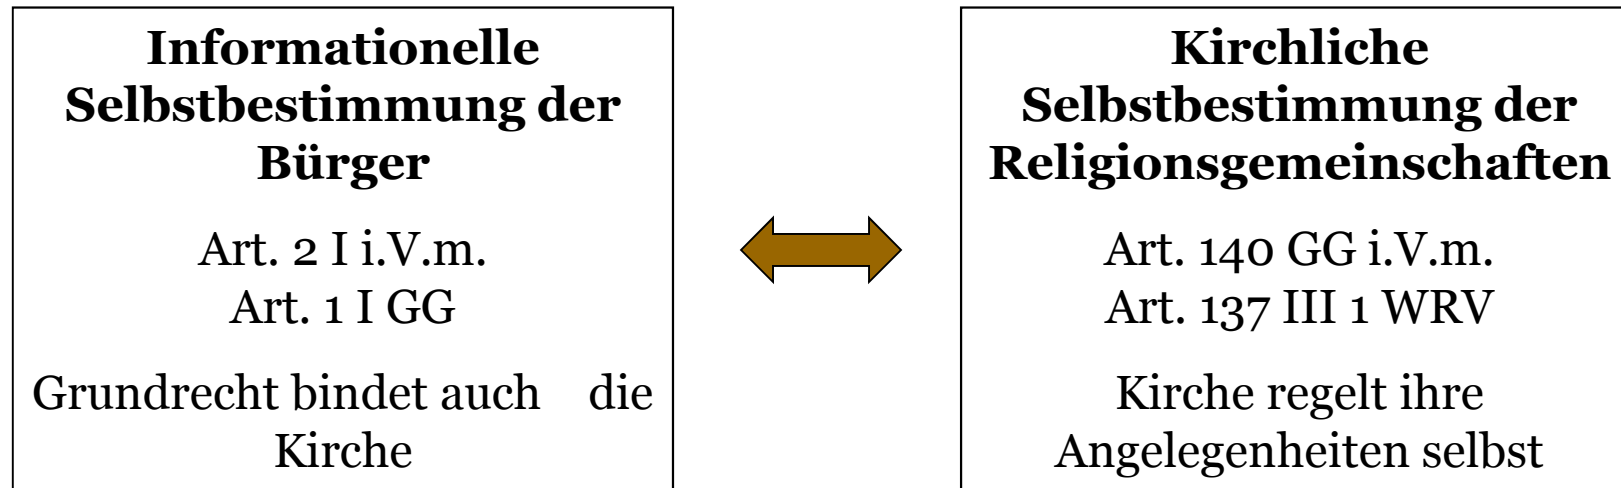 Informationelle
Selbstbestimmung der
Bürger
Art. 2 I i.V.m.
Art. 1 I GG
Grundrecht bindet auch die
Kirche
Kirchliche
Selbstbestimmung der
Religionsgemeinschaften
Art. 140 GG i.V.m.
Art. 137 III 1 WRV
Kirche regelt ihre
Angelegenheiten selbst